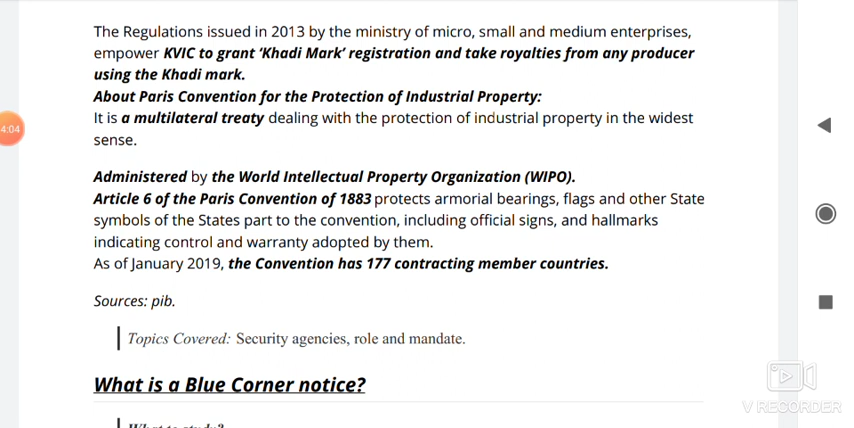 The Regulations issued in 2013 by the ministry of micro, small and medium enterprises,
empower KVIC to grant ‘Khadi Mark’ registration and take royalties from any producer
using the Khadi mark.
About Paris Convention for the Protection of Industrial Property:
It is a multilateral treaty dealing with the protection of industrial property in the widest
sense.
4:04
Administered by the World Intellectual Property Organization (WIPO).
Article 6 of the Paris Convention of 1883 protects armorial bearings, flags and other State
symbols of the States part to the convention, including official signs, and hallmarks
indicating control and warranty adopted by them.
As of January 2019, the Convention has 177 contracting member countries.
Sources: pib.
Topics Covered: Security agencies, role and mandate.
What is a Blue Corner notice?
V RECORDER
What to study?